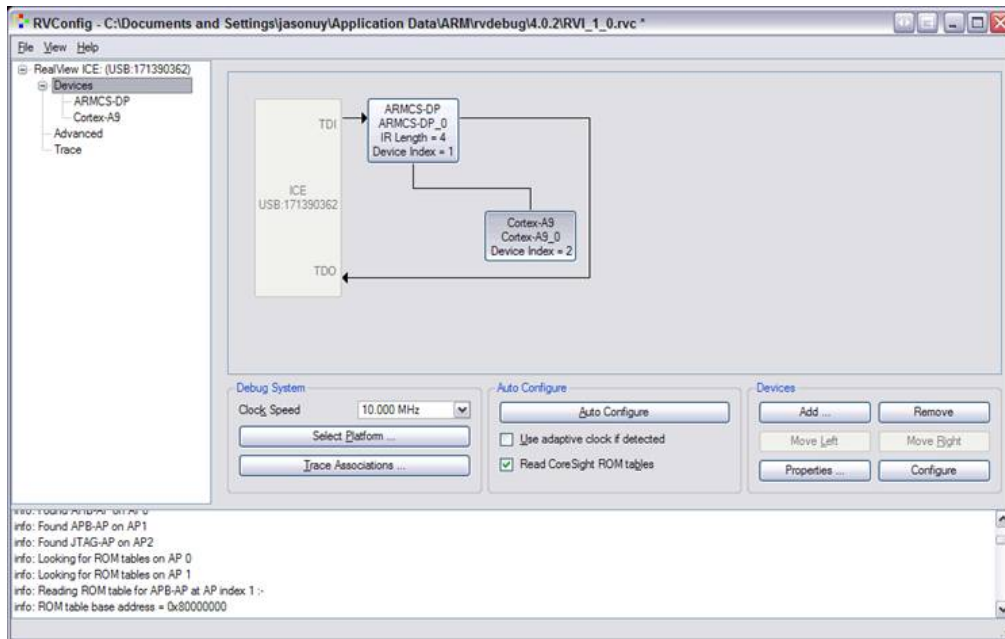 RVConfig - C:\Documents and Settings\jasonuy\Application Data\ARM\rvdebug\4.0.2\RVI_1_0.rvc *
File View Help
RealView ICE: (USB:171390362)
Devices
ARMCS-DP
Cortex-A9
Advanced
Trace
TDI
ICE
USB:171390362
TDO
ARMCS-DP
ARMCS-DP_0
IR Length = 4
Device Index = 1
Cortex-A9
Cortex-A9_0
Device Index = 2
Debug System
Clock Speed 10.000 MHz
Select Platform ...
Trace Associations ...
Auto Configure
Auto Configure
Use adaptive clock if detected
Read CoreSight ROM tables
Devices
Add ... Remove
Move Left Move Right
Properties ... Configure
info: Found AHB-AP on AP0
info: Found APB-AP on AP1
info: Found JTAG-AP on AP2
info: Looking for ROM tables on AP 0
info: Looking for ROM tables on AP 1
info: Reading ROM table for APB-AP at AP index 1 :-
info: ROM table base address = 0x80000000